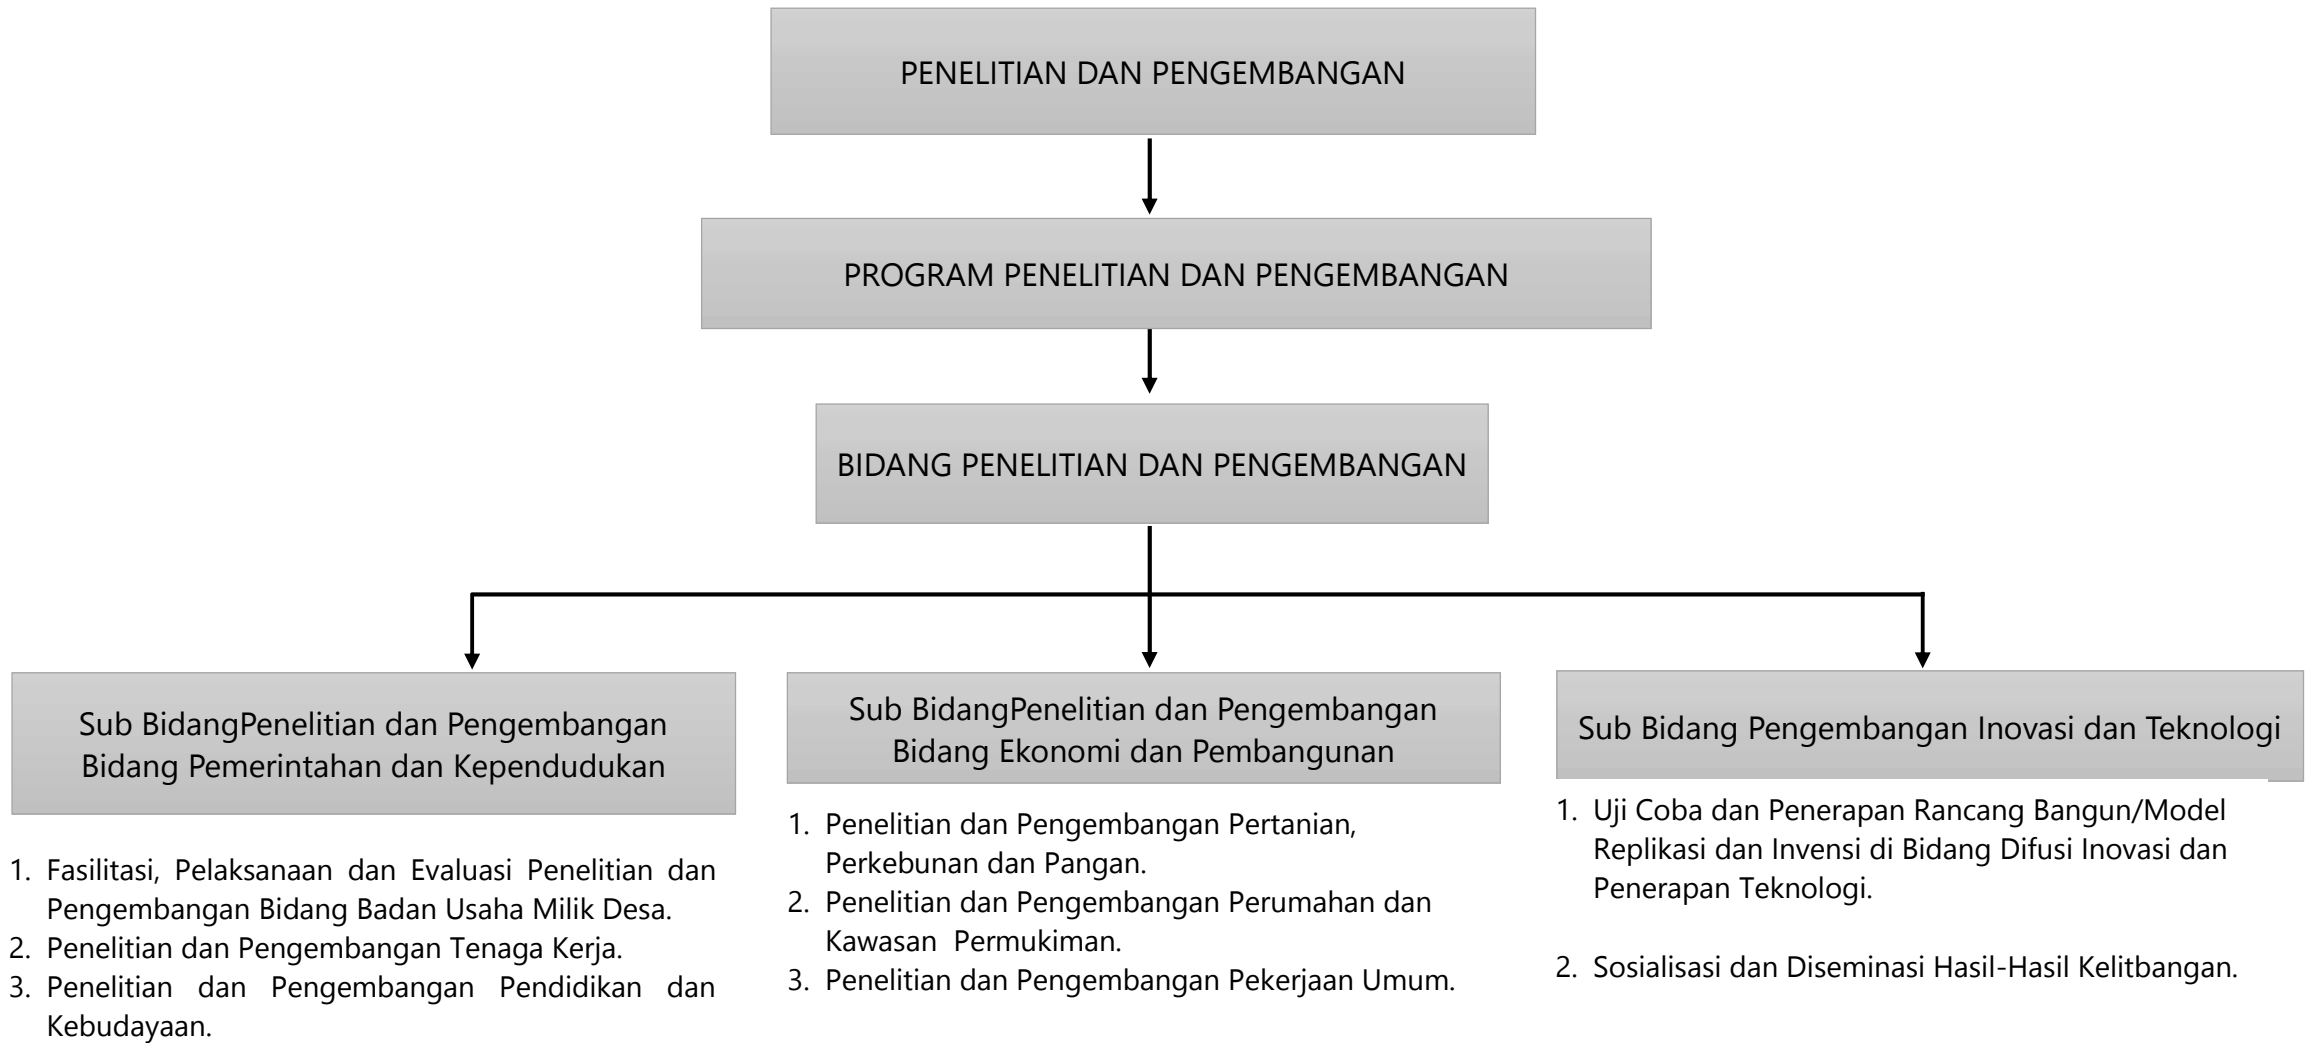 PENELITIAN DAN PENGEMBANGAN
PROGRAM PENELITIAN DAN PENGEMBANGAN
BIDANG PENELITIAN DAN PENGEMBANGAN
Sub BidangPenelitian dan Pengembangan
Bidang Pemerintahan dan Kependudukan
1. Fasilitasi, Pelaksanaan dan Evaluasi Penelitian dan
Pengembangan Bidang Badan Usaha Milik Desa.
2. Penelitian dan Pengembangan Tenaga Kerja.
3. Penelitian dan Pengembangan Pendidikan dan
Kebudayaan.
Sub BidangPenelitian dan Pengembangan
Bidang Ekonomi dan Pembangunan
1. Penelitian dan Pengembangan Pertanian,
Perkebunan dan Pangan.
2. Penelitian dan Pengembangan Perumahan dan
Kawasan Permukiman.
3. Penelitian dan Pengembangan Pekerjaan Umum.
Sub Bidang Pengembangan Inovasi dan Teknologi
1. Uji Coba dan Penerapan Rancang Bangun/Model
Replikasi dan Invensi di Bidang Difusi Inovasi dan
Penerapan Teknologi.
2. Sosialisasi dan Diseminasi Hasil-Hasil Kelitbangan.